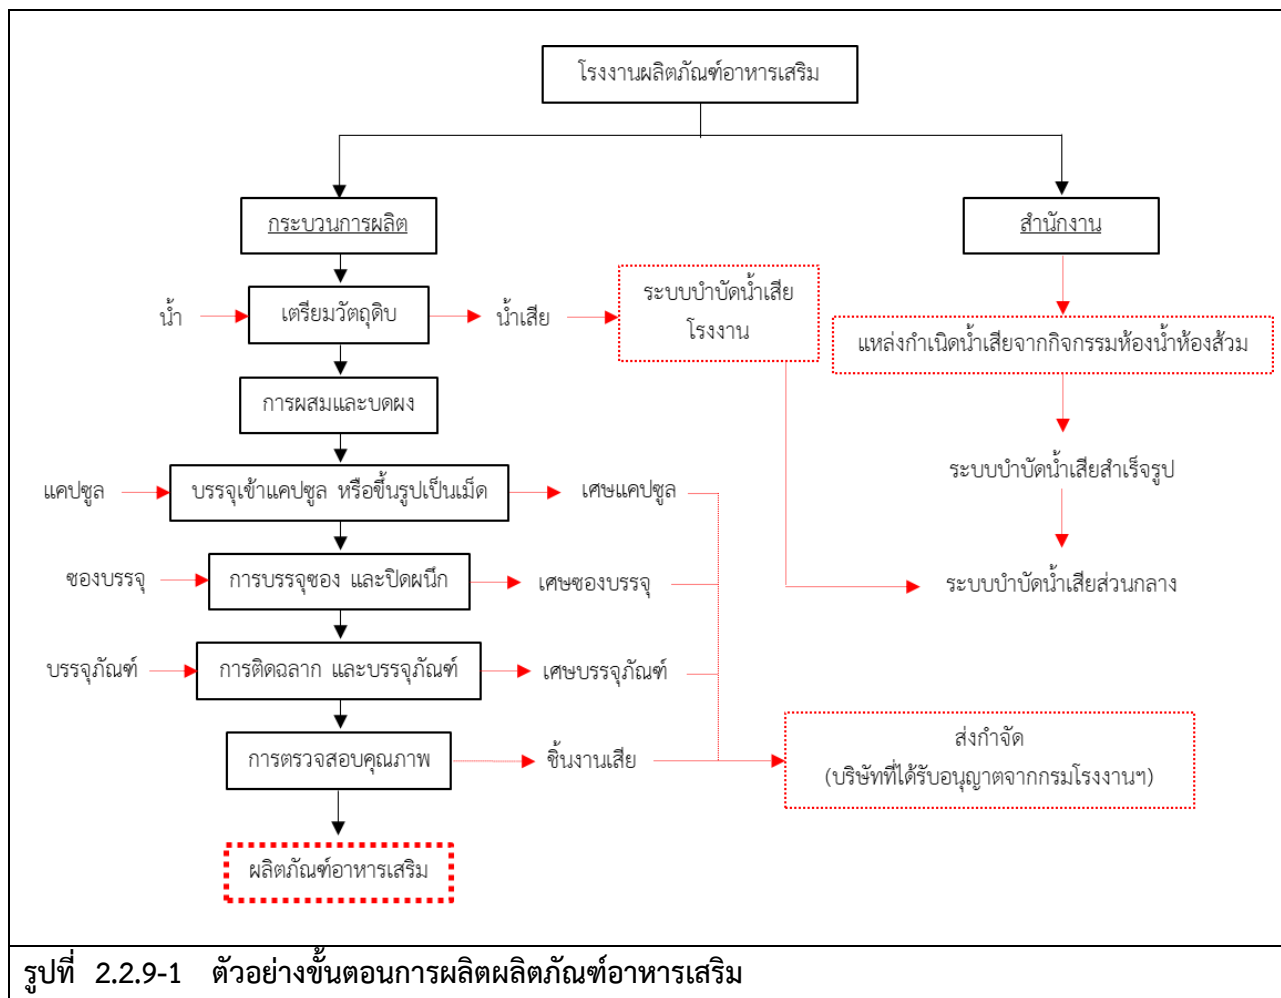 โรงงานผลิตภัณฑ์อาหารเสริม
กระบวนการผลิต
สำนักงาน
น้ำ
เตรียมวัตถุดิบ
น้ำเสีย
ระบบบำบัดน้ำเสีย
โรงงาน
แหล่งกำเนิดน้ำเสียจากกิจกรรมห้องน้ำห้องส้วม
การผสมและบดผง
ระบบบำบัดน้ำเสียสำเร็จรูป
แคปซูล
บรรจุเข้าแคปซูล หรือขึ้นรูปเป็นเม็ด
เศษแคปซูล
ซองบรรจุ
การบรรจุซอง และปิดผนึก
เศษซองบรรจุ
ระบบบำบัดน้ำเสียส่วนกลาง
บรรจุภัณฑ์
การติดฉลาก และบรรจุภัณฑ์
เศษบรรจุภัณฑ์
การตรวจสอบคุณภาพ
ชิ้นงานเสีย
ส่งกำจัด
(บริษัทที่ได้รับอนุญาตจากกรมโรงงานฯ)
ผลิตภัณฑ์อาหารเสริม
รูปที่ 2.2.9-1 ตัวอย่างขั้นตอนการผลิตผลิตภัณฑ์อาหารเสริม